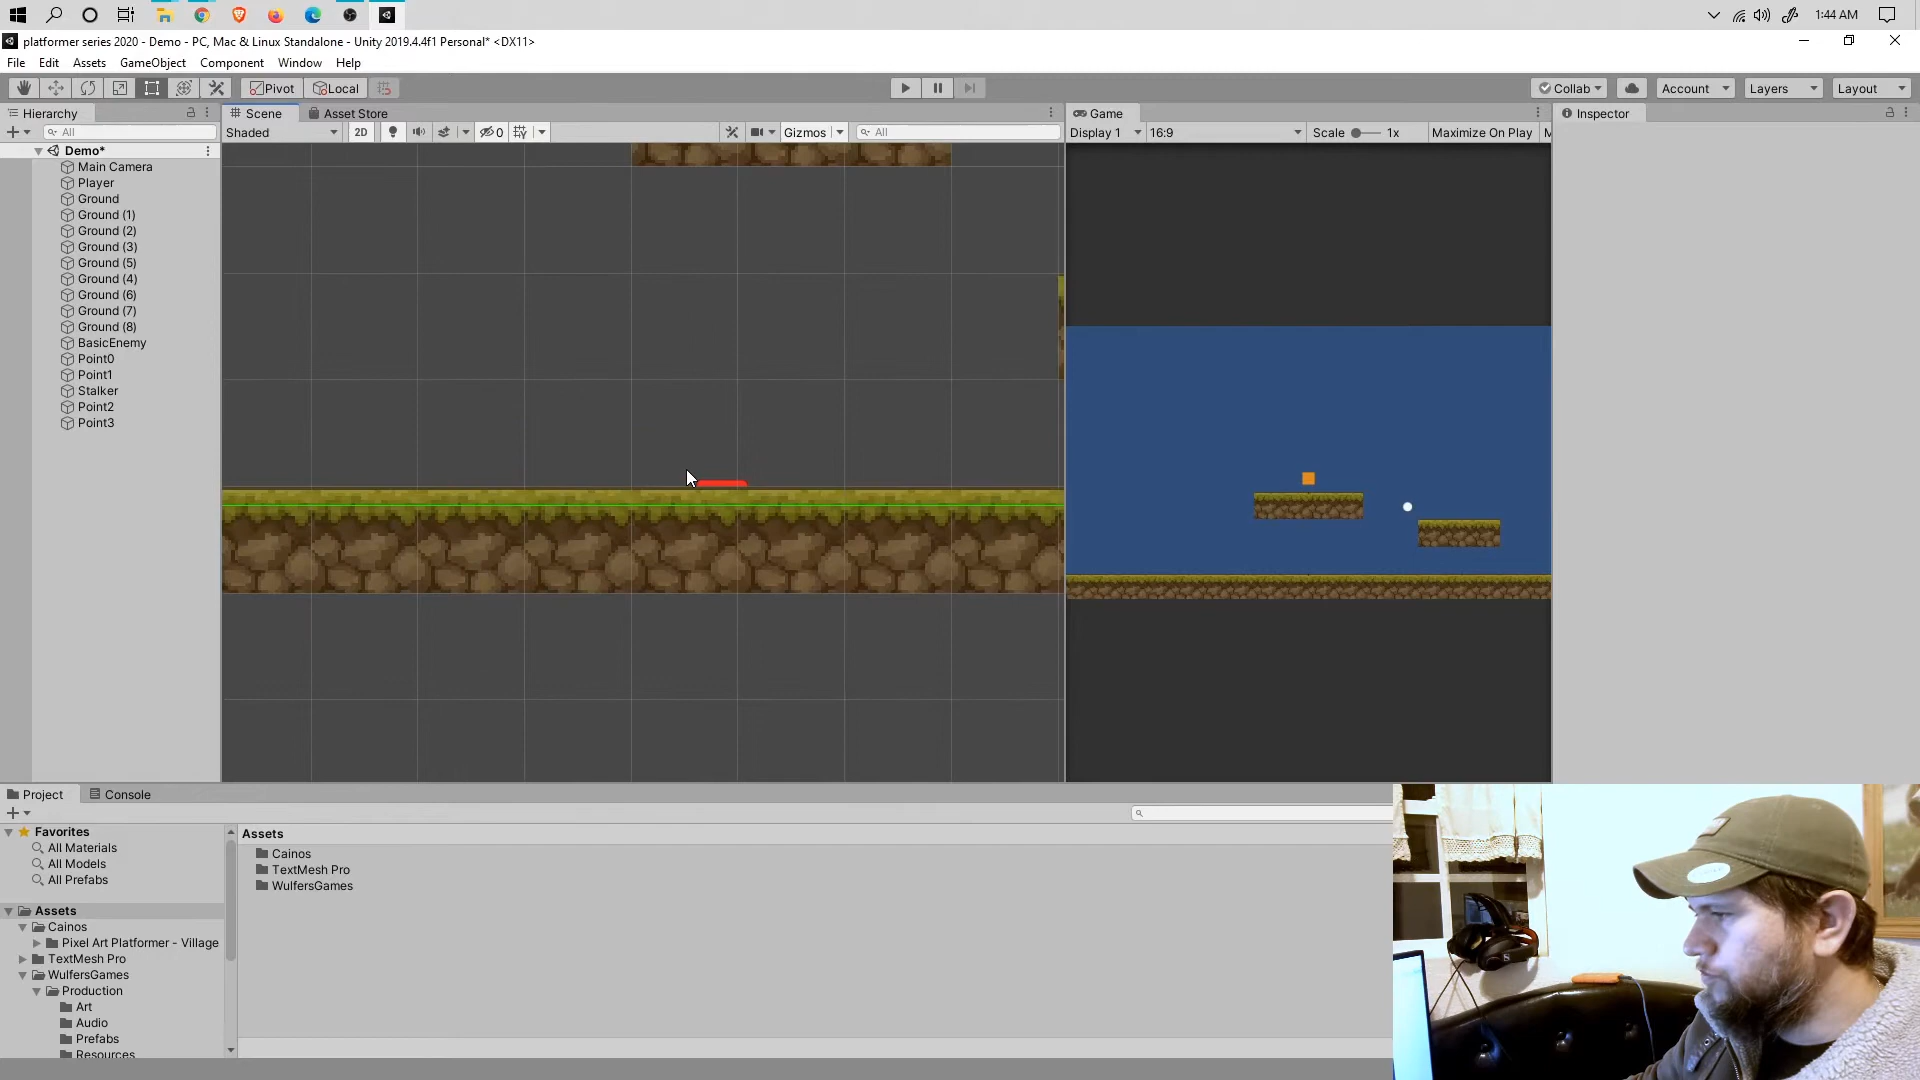 1:44 AM
platformer series 2020 - Demo - PC, Mac & Linux Standalone - Unity 2019.4.4f1 Personal* <DX11>
File Edit Assets GameObject Component Window Help
Pivot Local Collab Account Layers Layout
Hierarchy Scene Asset Store Game Inspector
All Shaded 2D 0 Gizmos All Display 1 16:9 Scale 1x Maximize On Play M
Demo*
Main Camera
Player
Ground
Ground (1)
Ground (2)
Ground (3)
Ground (5)
Ground (4)
Ground (6)
Ground (7)
Ground (8)
BasicEnemy
Point0
Point1
Stalker
Point2
Point3
Project Console
Favorites
All Materials
All Models
All Prefabs
Assets
Cainos
Pixel Art Platformer - Village
TextMesh Pro
WulfersGames
Production
Art
Audio
Prefabs
Resources
Assets
Cainos
TextMesh Pro
WulfersGames